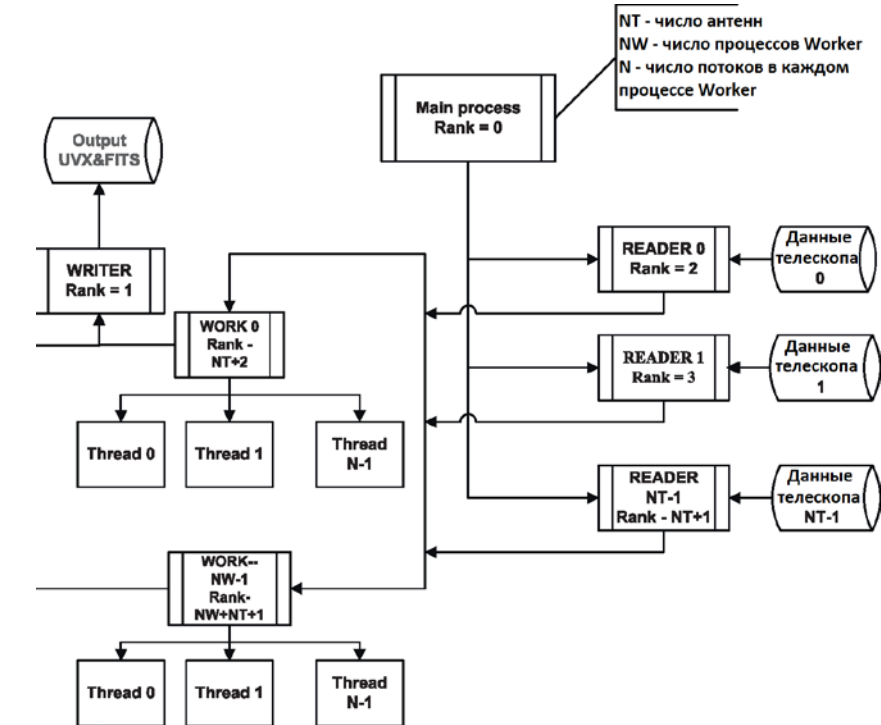 NT - число антенн
NW - число процессов Worker
N - число потоков в каждом
процессе Worker
Main process
Rank = 0
Output
UVX&FITS
WRITER
Rank = 1
READER 0
Rank = 2
Данные
телескопа
0
WORK 0
Rank -
NT+2
READER 1
Rank = 3
Данные
телескопа
1
Thread 0
Thread 1
Thread
N-1
READER
NT-1
Rank - NT+1
Данные
телескопа
NT-1
WORK--
NW-1
Rank-
NW+NT+1
Thread 0
Thread 1
Thread
N-1